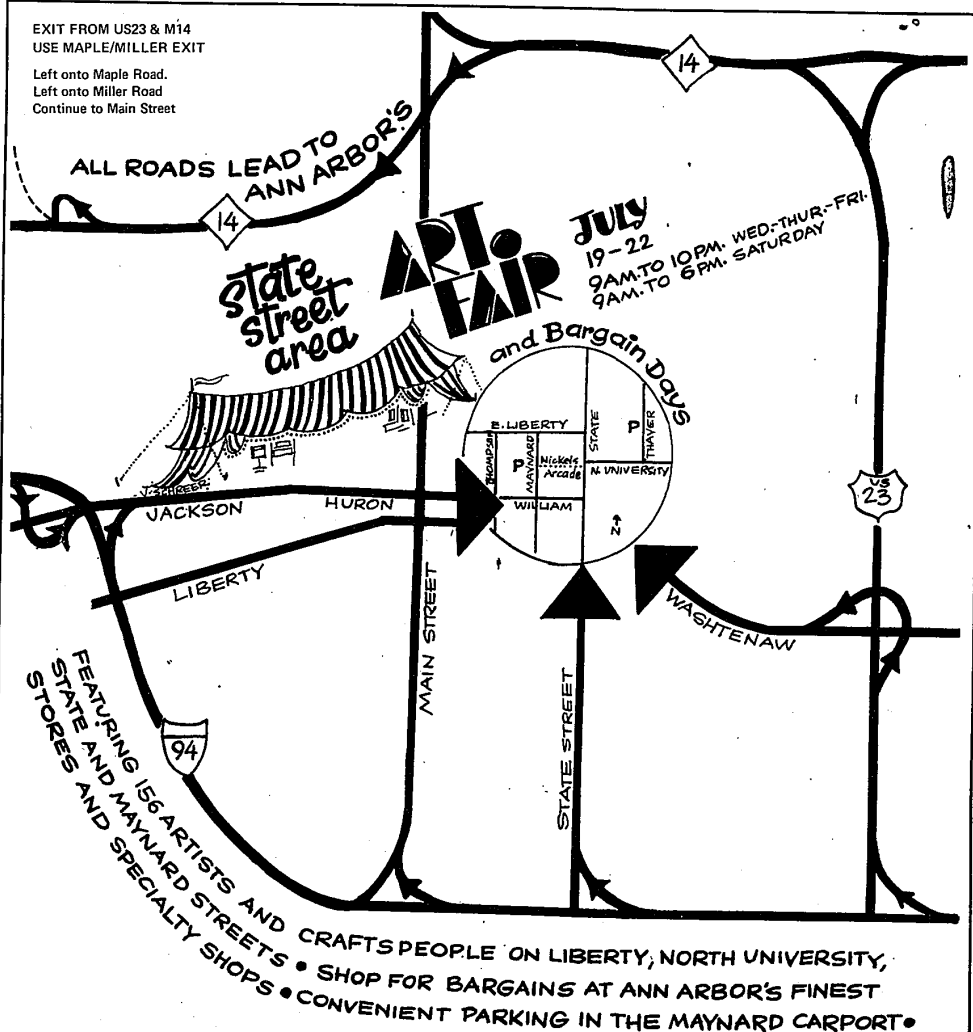 EXIT FROM US23 & M14
USE MAPLE/MILLER EXIT
Left onto Maple Road.
Left onto Miller Road
Continue to Main Street
14
ALL ROADS LEAD TO
ANN ARBOR'S
14
state
street
area
ART
FAIR
JULY
19-22
9AM. TO 10PM. WED.-THUR.-FRI.
9AM. TO 6PM. SATURDAY
and Bargain Days
E. LIBERTY
STATE
P
THAYER
THOMPSON
P
MAYNARD
Nickels
Arcade
N. UNIVERSITY
WILLIAM
N
US
23
V. SCHREER
JACKSON
HURON
LIBERTY
MAIN STREET
STATE STREET
WASHTENAW
94
FEATURING 156 ARTISTS AND CRAFTSPEOPLE ON LIBERTY, NORTH UNIVERSITY,
STATE AND MAYNARD STREETS • SHOP FOR BARGAINS AT ANN ARBOR'S FINEST
STORES AND SPECIALTY SHOPS • CONVENIENT PARKING IN THE MAYNARD CARPORT •